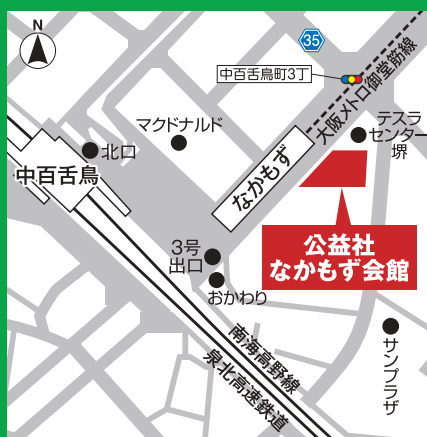 N
35
中百舌鳥町3丁
大阪メトロ御堂筋線
マクドナルド
テスラ
センター
堺
北口
中百舌鳥
なかもず
公益社
なかもず会館
3号
出口
おかわり
南海高野線
泉北高速鉄道
サンプラザ